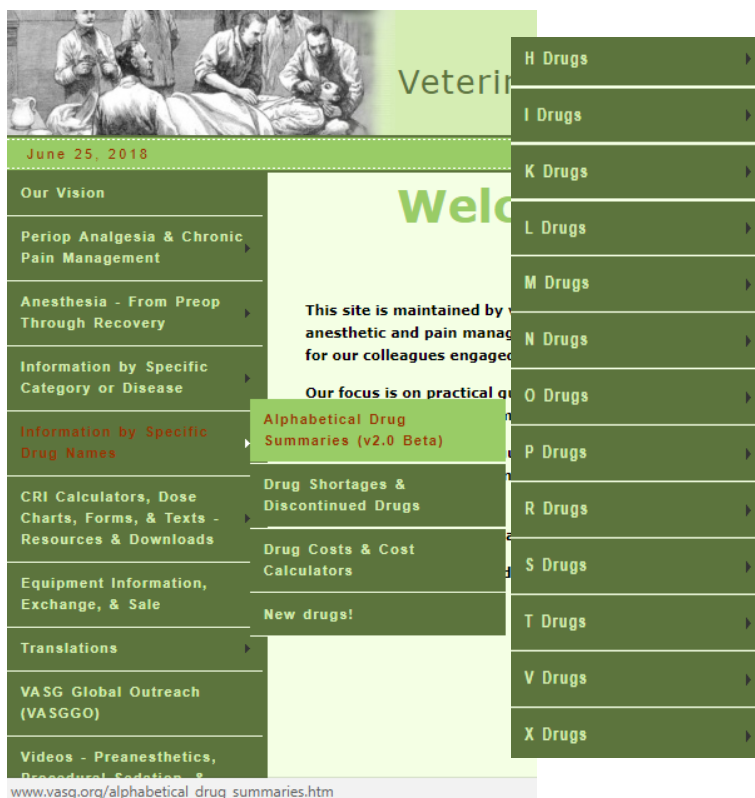 Veterin
June 25, 2018
Our Vision
Periop Analgesia & Chronic
Pain Management
Anesthesia - From Preop
Through Recovery
Information by Specific
Category or Disease
Information by Specific
Drug Names
CRI Calculators, Dose
Charts, Forms, & Texts -
Resources & Downloads
Equipment Information,
Exchange, & Sale
Translations
VASG Global Outreach
(VASGGO)
Videos - Preanesthetics,
Procedural Sedation, &
Welc
This site is maintained by
anesthetic and pain manag
for our colleagues engaged
Our focus is on practical
Alphabetical Drug
Summaries (v2.0 Beta)
Drug Shortages &
Discontinued Drugs
Drug Costs & Cost
Calculators
New drugs!
H Drugs
I Drugs
K Drugs
L Drugs
M Drugs
N Drugs
O Drugs
P Drugs
R Drugs
S Drugs
T Drugs
V Drugs
X Drugs
www.vasg.org/alphabetical_drug_summaries.htm